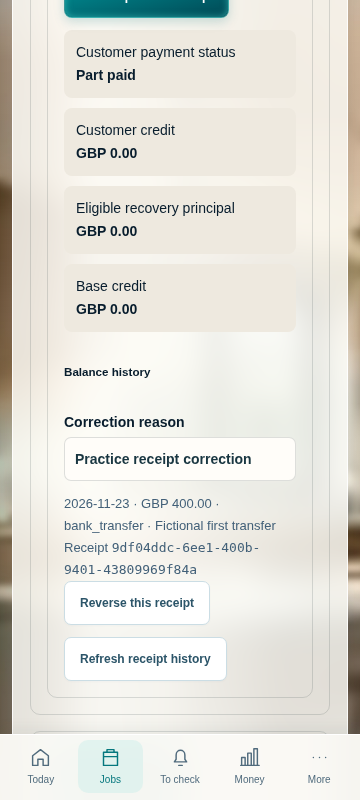 Customer payment status
Part paid
Customer credit
GBP 0.00
Eligible recovery principal
GBP 0.00
Base credit
GBP 0.00
Balance history
Correction reason
Practice receipt correction
2026-11-23 · GBP 400.00 ·
bank_transfer · Fictional first transfer
Receipt 9df04ddc-6ee1-400b-
9401-43809969f84a
Reverse this receipt
Refresh receipt history
Today
Jobs
To check
Money
More